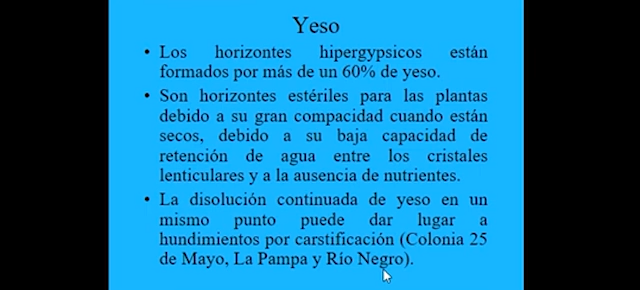 Yeso
• Los horizontes hipergypsicos están
formados por más de un 60% de yeso.
• Son horizontes estériles para las plantas
debido a su gran compacidad cuando están
secos, debido a su baja capacidad de
retención de agua entre los cristales
lenticulares y a la ausencia de nutrientes.
• La disolución continuada de yeso en un
mismo punto puede dar lugar a
hundimientos por carstificación (Colonia 25
de Mayo, La Pampa y Río Negro).